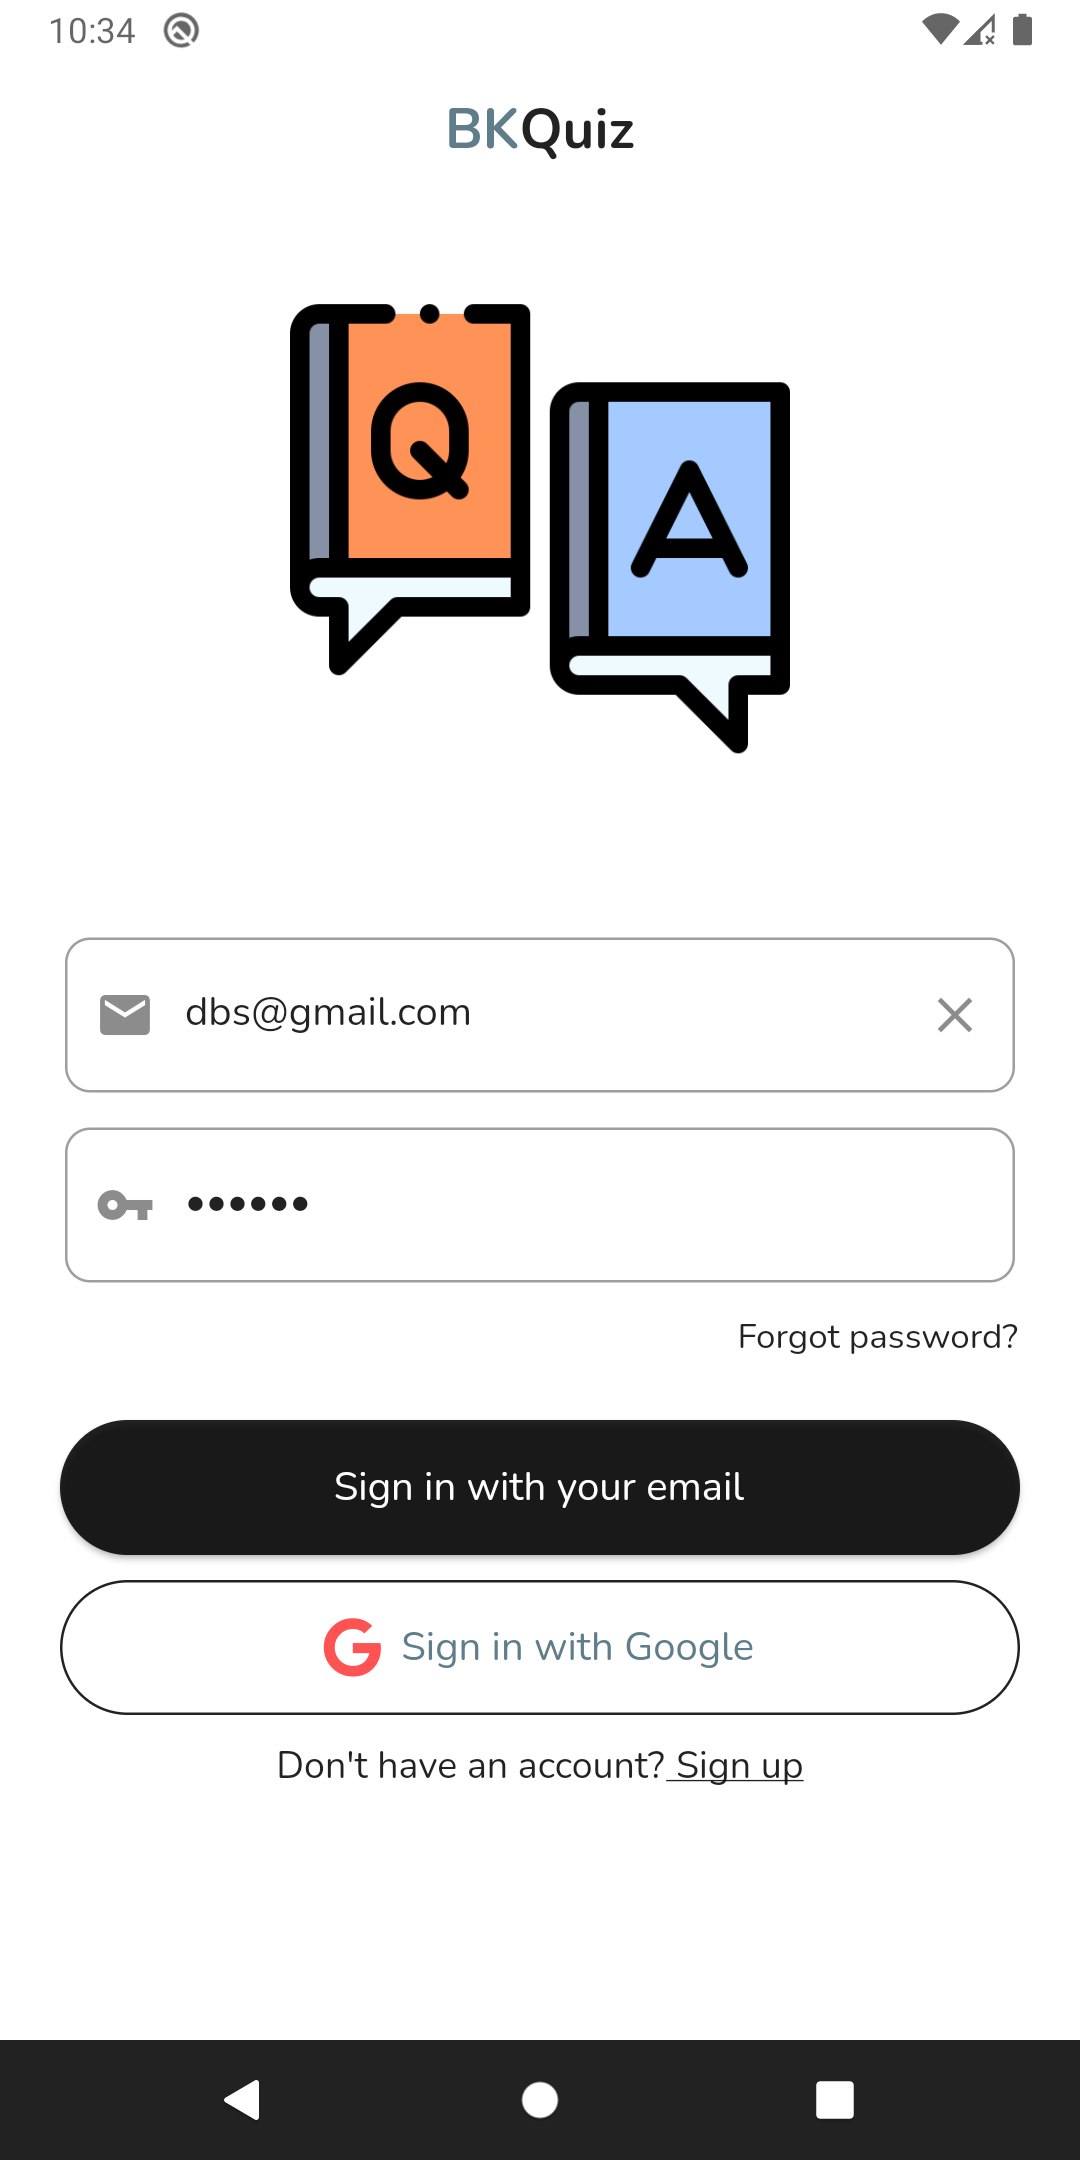 10:34
BKQuiz
Q
A
dbs@gmail.com
••••••
Forgot password?
Sign in with your email
G Sign in with Google
Don't have an account? Sign up